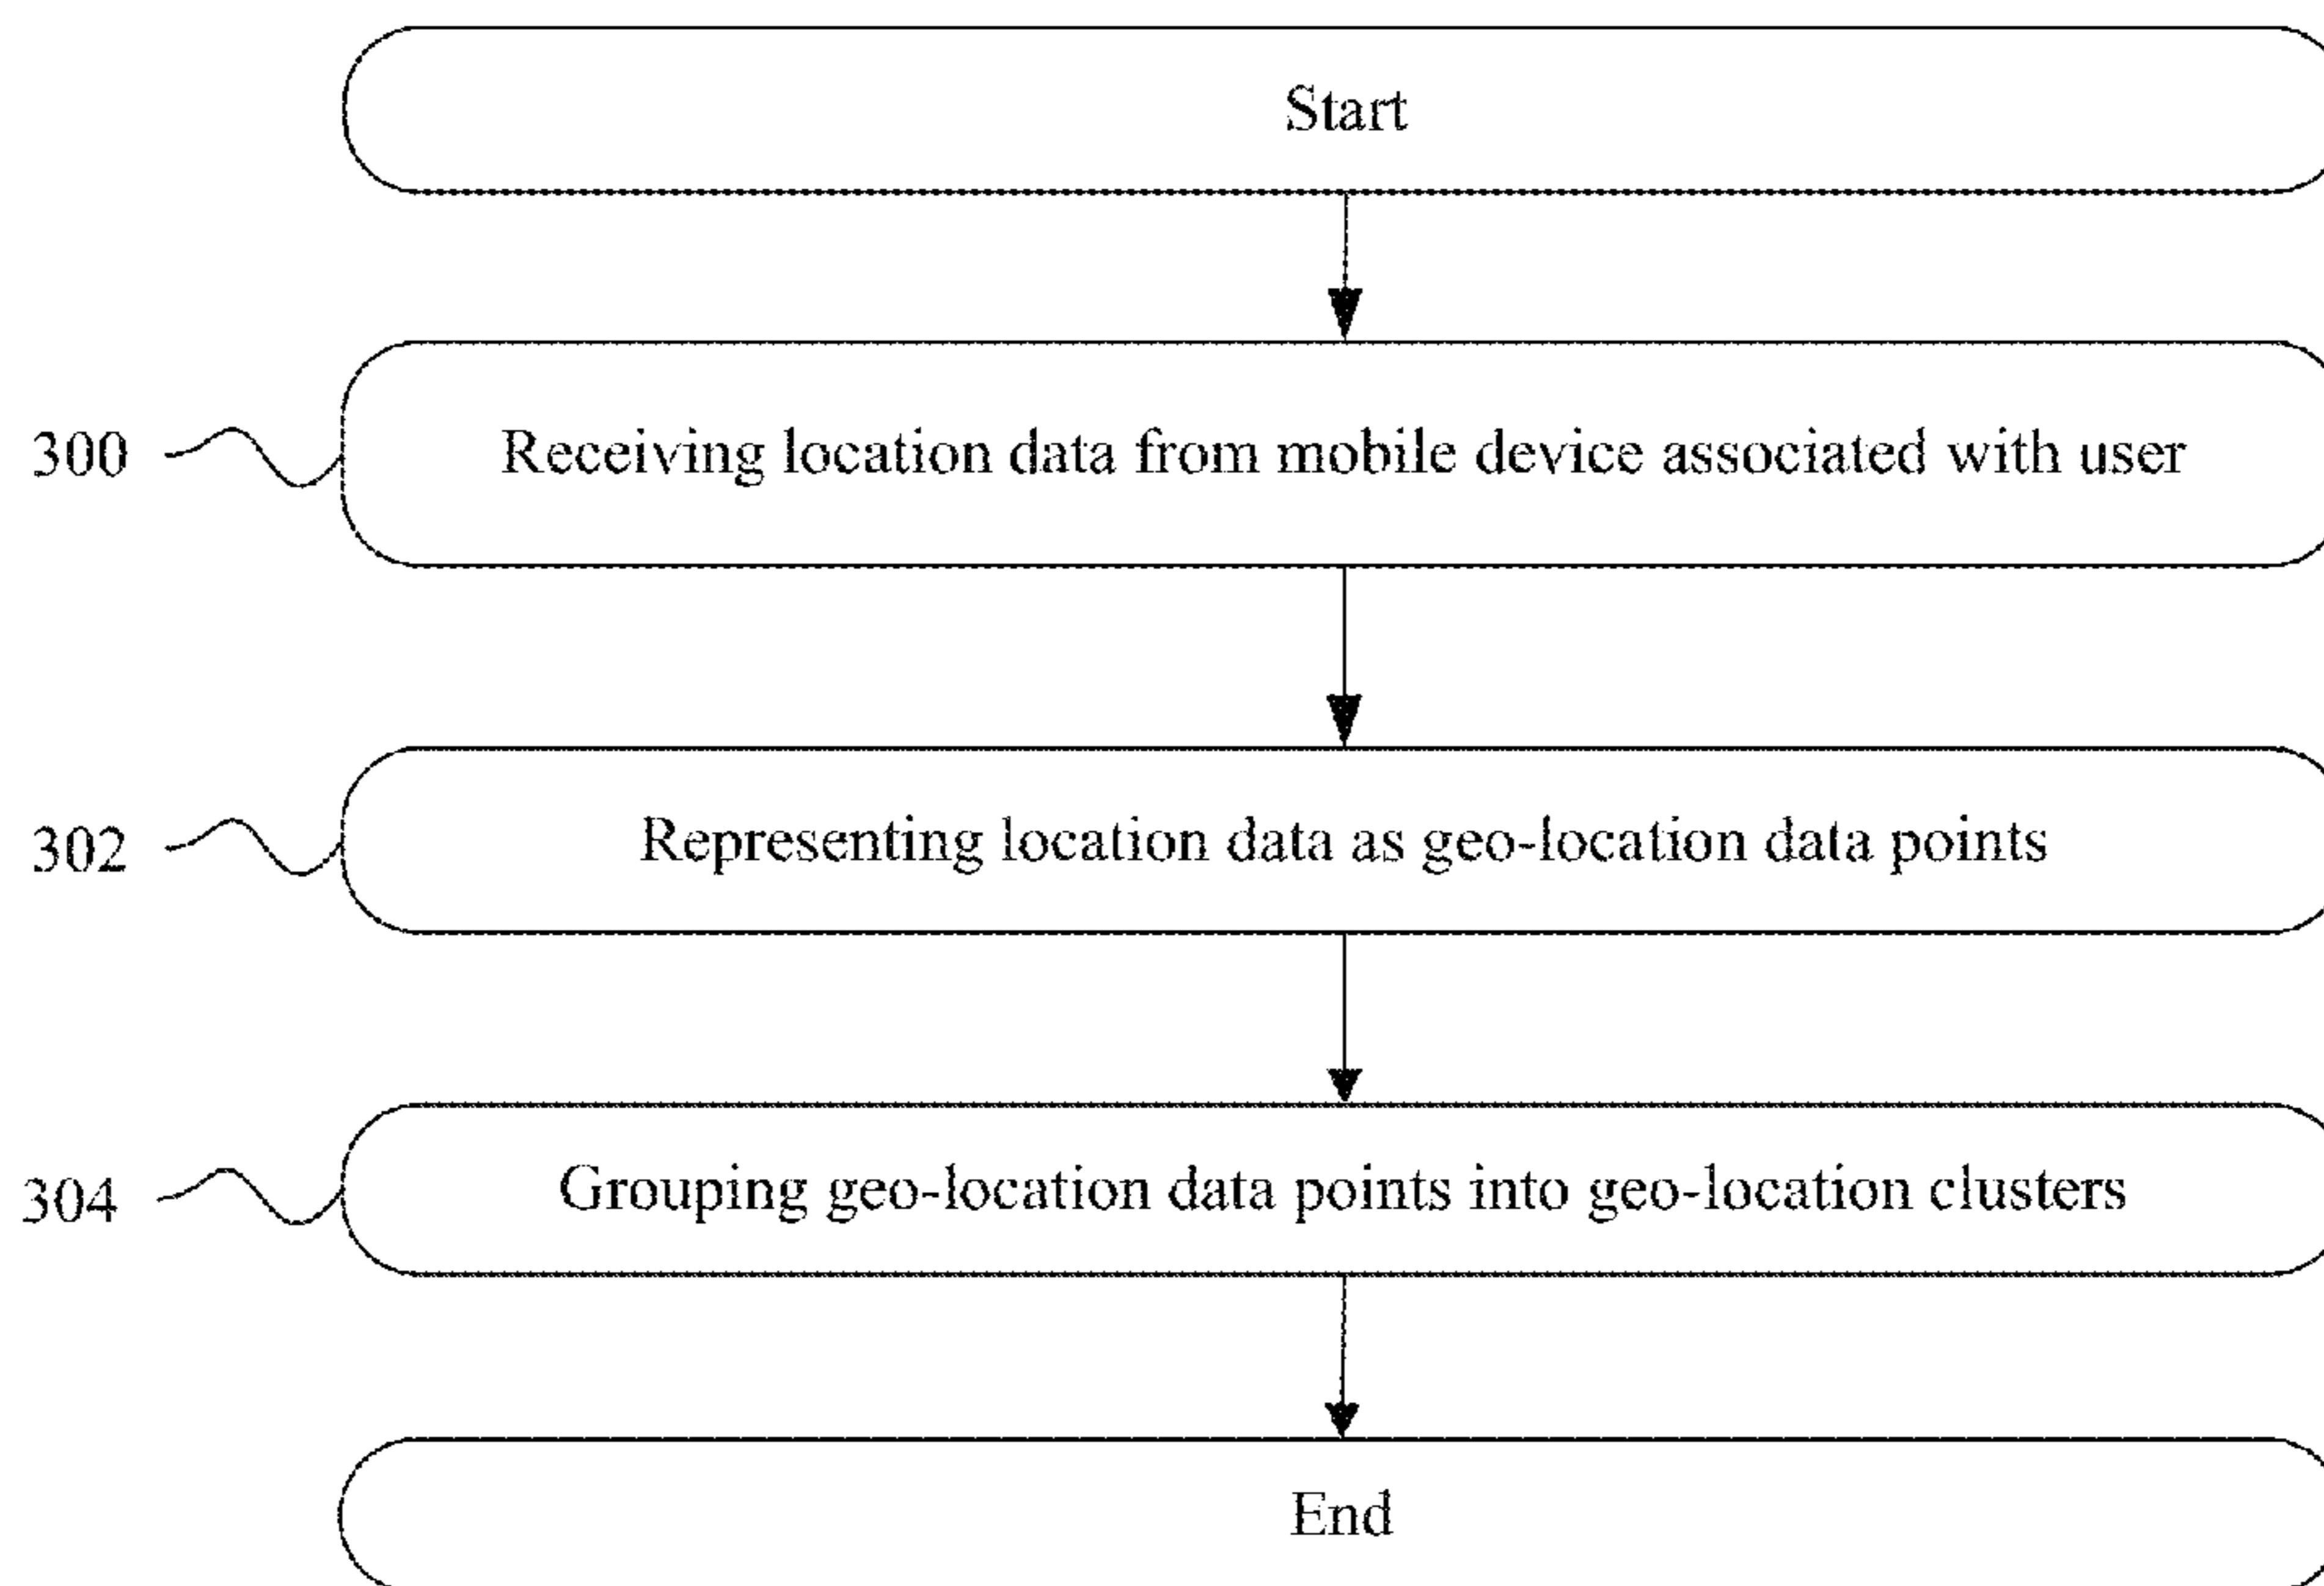 Start
300
Receiving location data from mobile device associated with user
302
Representing location data as geo-location data points
304
Grouping geo-location data points into geo-location clusters
End